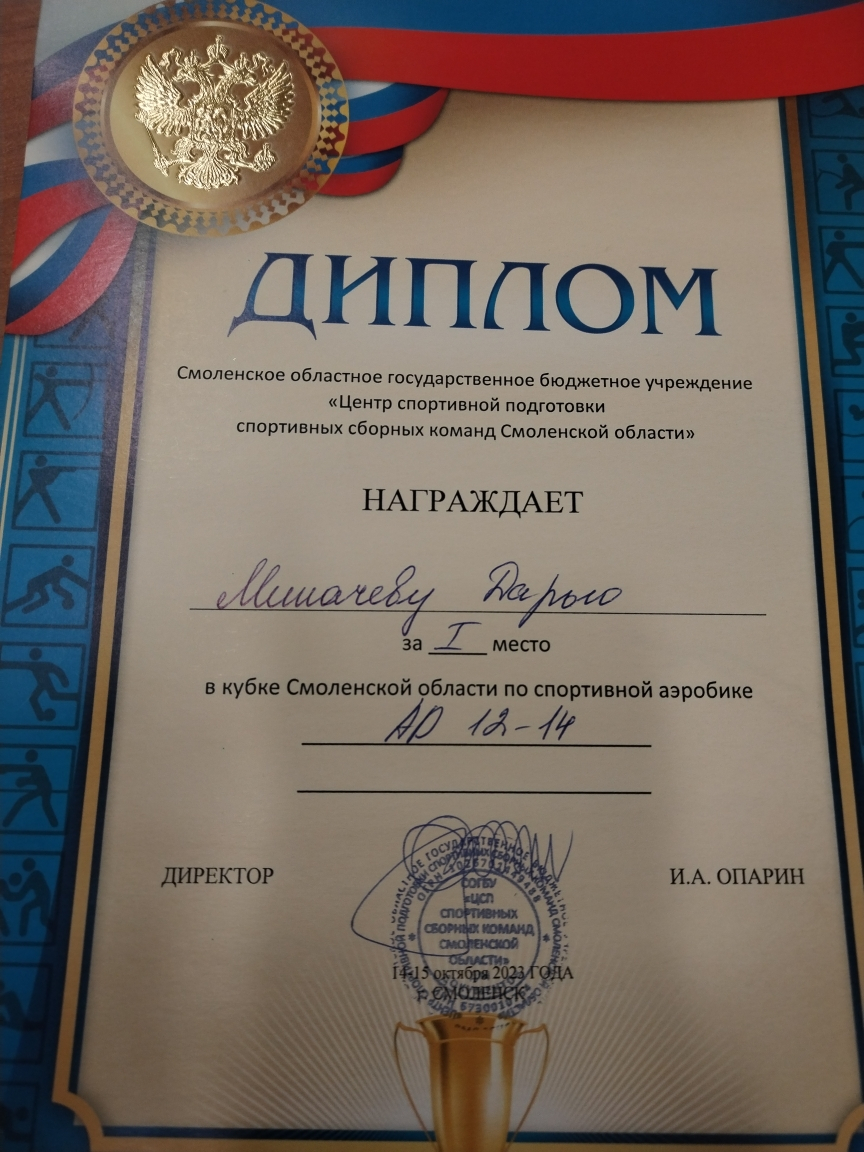 ДИПЛОМ
Смоленское областное государственное бюджетное учреждение
«Центр спортивной подготовки
спортивных сборных команд Смоленской области»
НАГРАЖДАЕТ
Миначеву Дарью
за I место
в кубке Смоленской области по спортивной аэробике
АР 12-14
ДИРЕКТОР
И.А. ОПАРИН
СОГБУ
«ЦСП
СПОРТИВНЫХ
СБОРНЫХ КОМАНД
СМОЛЕНСКОЙ
ОБЛАСТИ»
14-15 октября 2023 ГОДА
Г. СМОЛЕНСК